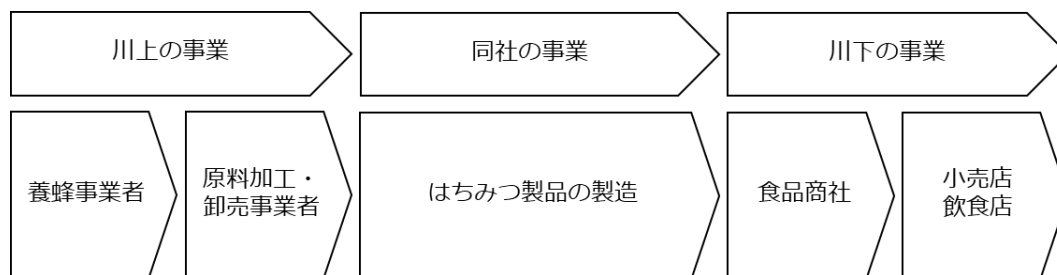 川上の事業
同社の事業
川下の事業
養蜂事業者
原料加工・
卸売事業者
はちみつ製品の製造
食品商社
小売店
飲食店